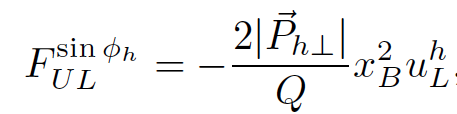 $F_{UL}^{\sin\phi_h} = -\frac{2|\vec{P}_{h\perp}|}{Q} x_B^2 u_L^h,$